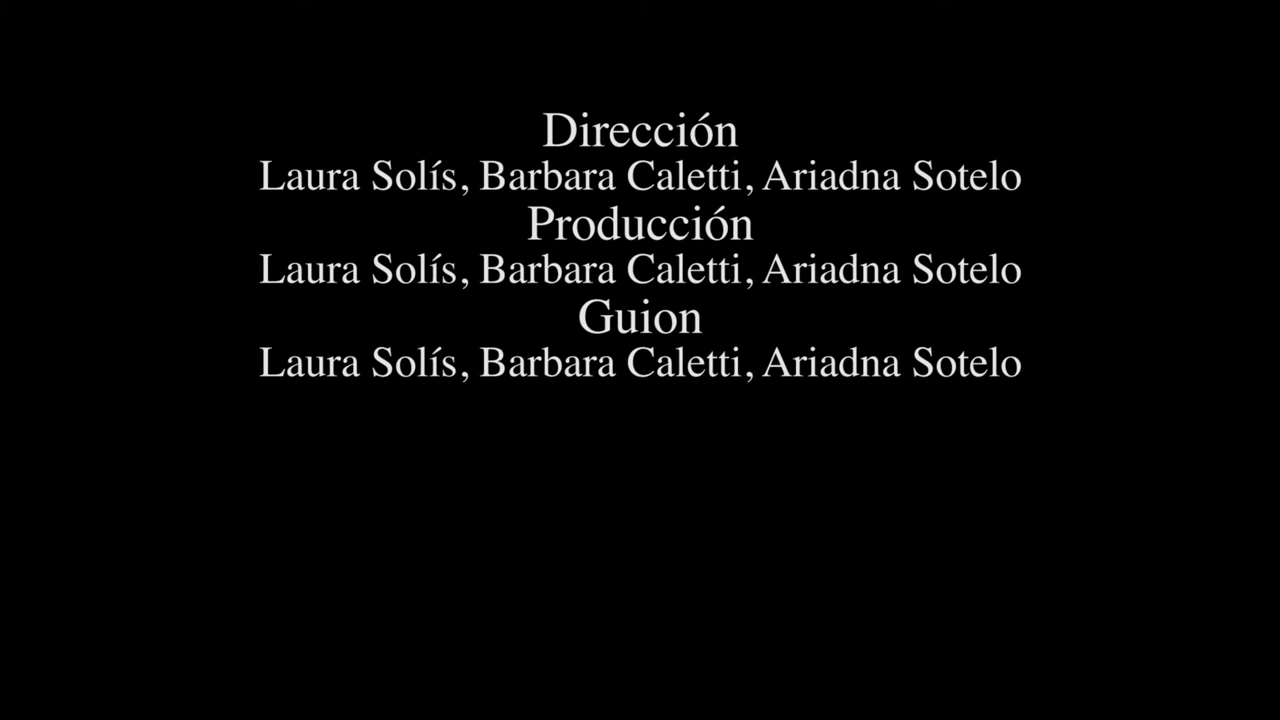 Dirección
Laura Solís, Barbara Caletti, Ariadna Sotelo
Producción
Laura Solís, Barbara Caletti, Ariadna Sotelo
Guion
Laura Solís, Barbara Caletti, Ariadna Sotelo